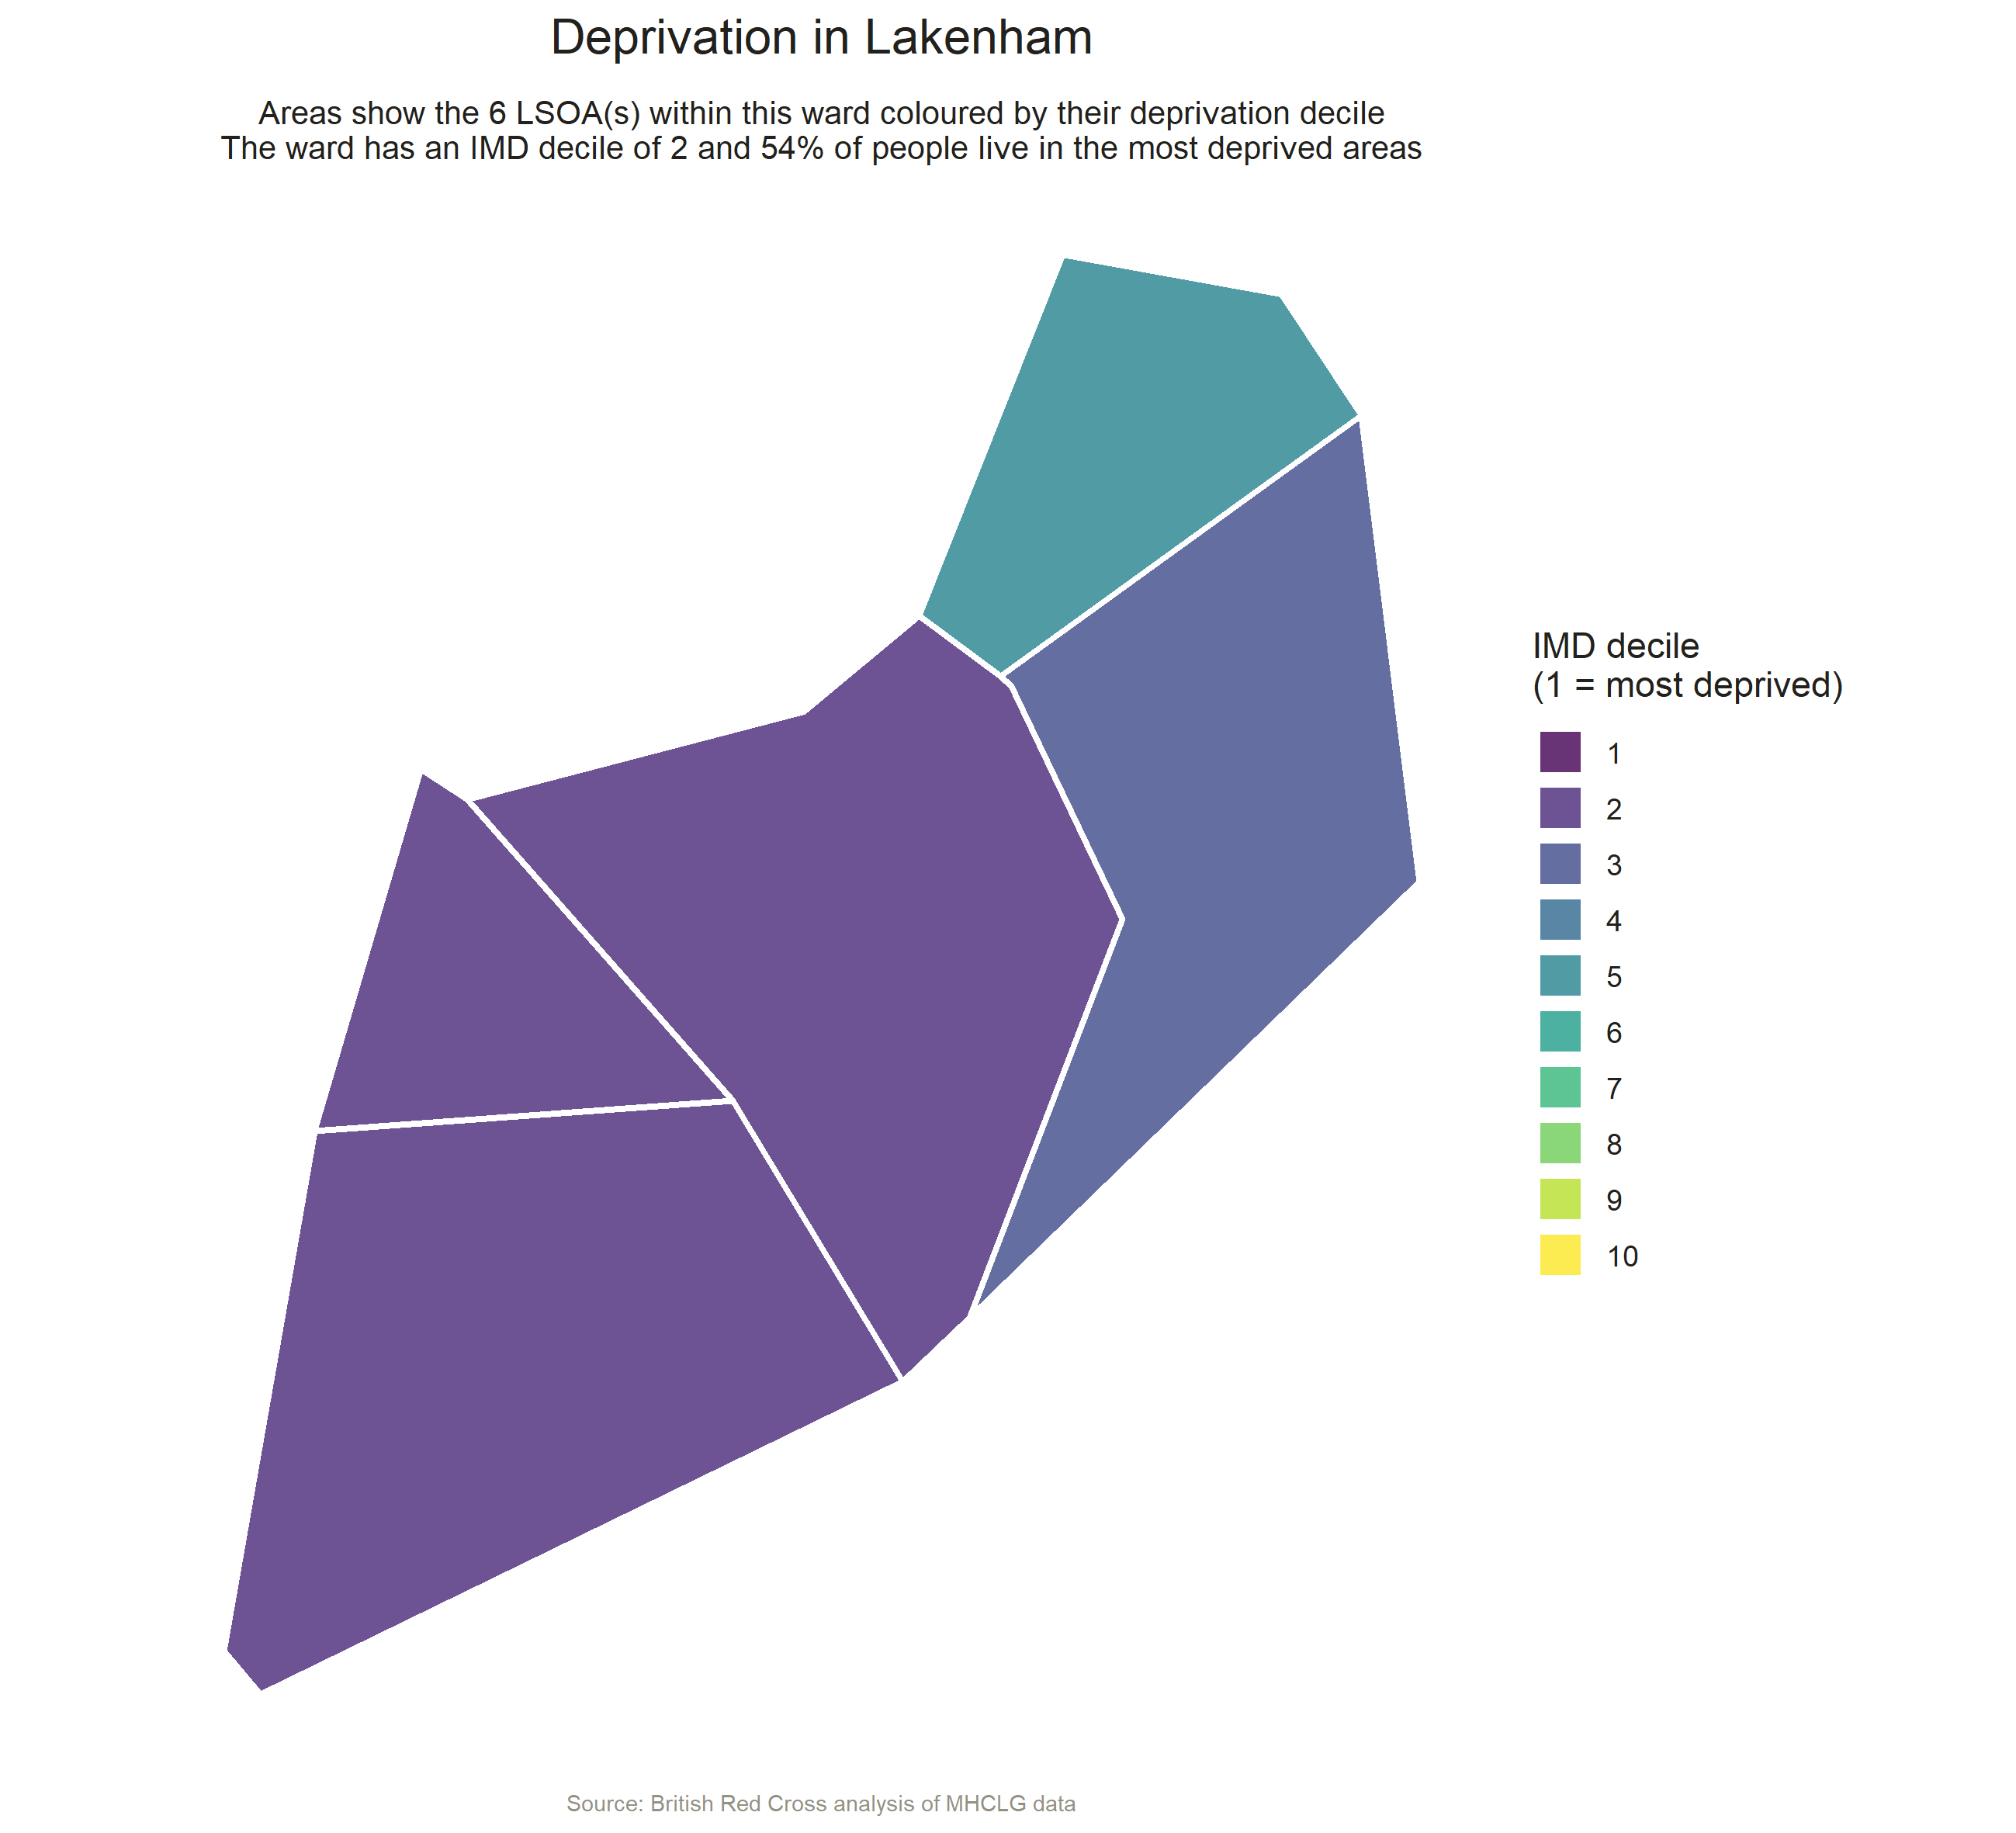 Deprivation in Lakenham
Areas show the 6 LSOA(s) within this ward coloured by their deprivation decile
The ward has an IMD decile of 2 and 54% of people live in the most deprived areas
IMD decile
(1 = most deprived)
1
2
3
4
5
6
7
8
9
10
Source: British Red Cross analysis of MHCLG data